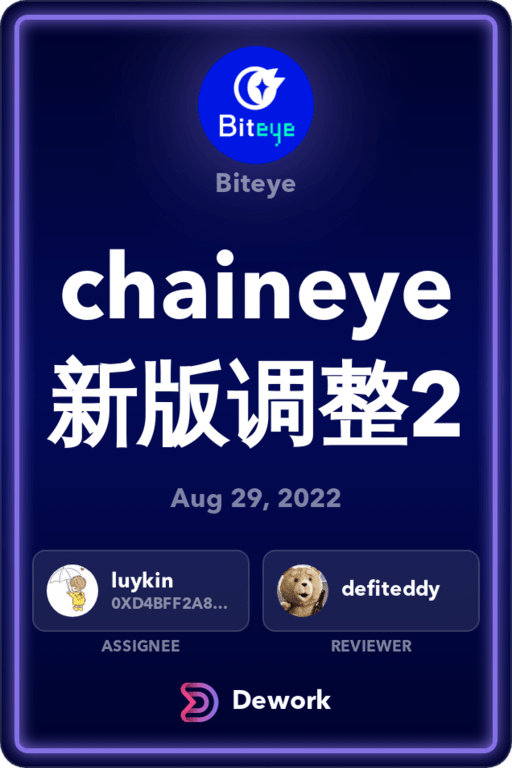 Biteye
Biteye
chaineye
新版调整2
Aug 29, 2022
luykin
0XD4BFF2A8...
defiteddy
ASSIGNEE
REVIEWER
Dework